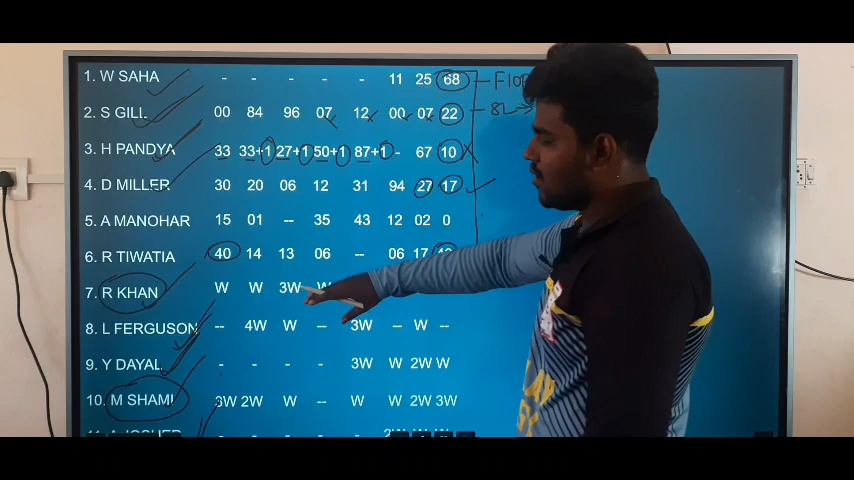 1. W SAHA - - - - - 11 25 68 - F10
2. S GILL 00 84 96 07 12 00 07 22 - 8L→
3. H PANDYA 33 33+1 27+1 50+1 87+1 - 67 10
4. D MILLER 30 20 06 12 31 94 27 17
5. A MANOHAR 15 01 -- 35 43 12 02 0
6. R TIWATIA 40 14 13 06 -- 06 17
7. R KHAN W W 3W W
8. L FERGUSON -- 4W W -- 3W -- W --
9. Y DAYAL - - - - 3W W 2W W
10. M SHAMI 3W 2W W -- W W 2W 3W